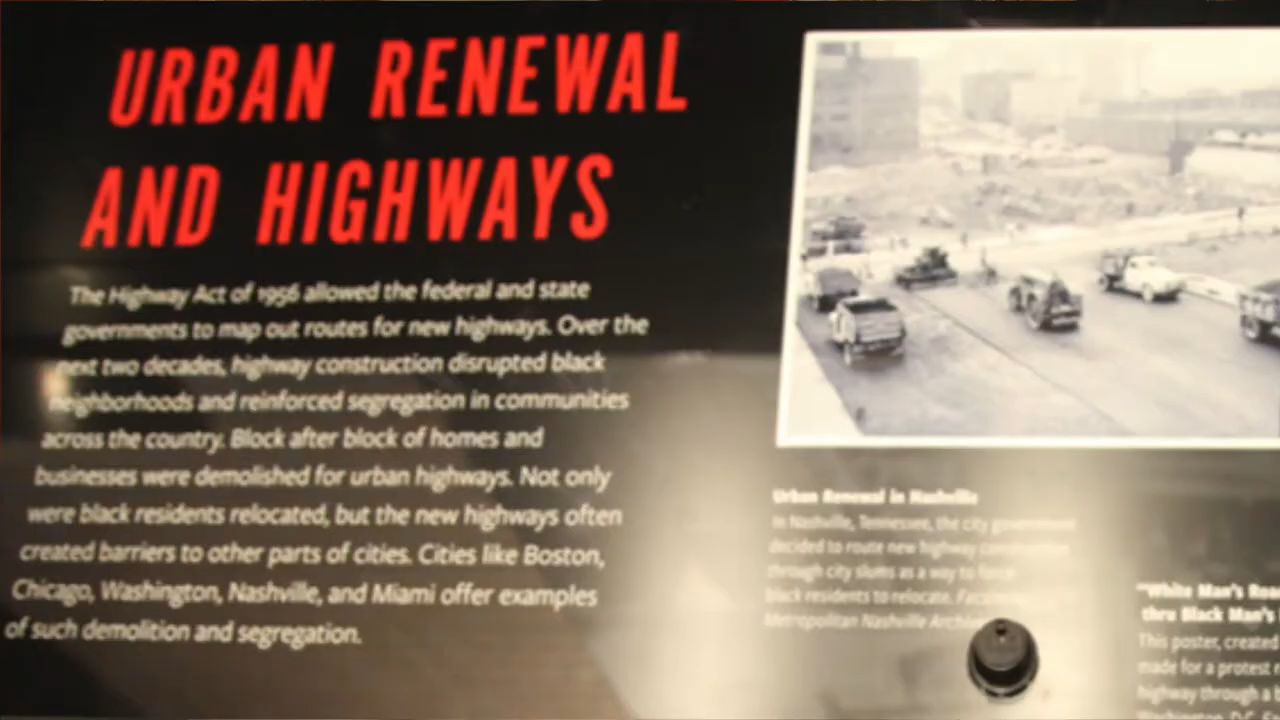 URBAN RENEWAL
AND HIGHWAYS
The Highway Act of 1956 allowed the federal and state
governments to map out routes for new highways. Over the
next two decades, highway construction disrupted black
neighborhoods and reinforced segregation in communities
across the country. Block after block of homes and
businesses were demolished for urban highways. Not only
were black residents relocated, but the new highways often
created barriers to other parts of cities. Cities like Boston,
Chicago, Washington, Nashville, and Miami offer examples
of such demolition and segregation.
Urban Renewal in Nashville
In Nashville, Tennessee, the city government
decided to route new highway
through city slums as a way to force
black residents to relocate.
Metropolitan Nashville
"White Man's
thru Black Man's
This poster, created
made for a protest
highway through a